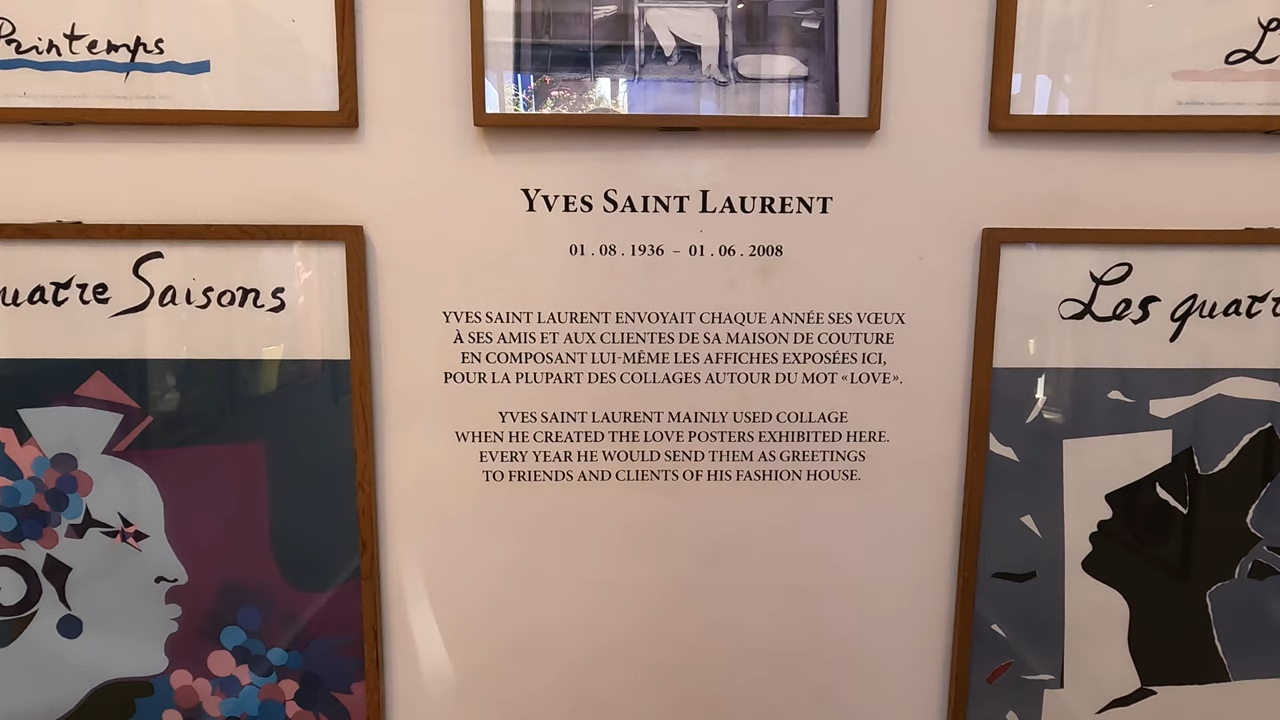 Printemps
L
Yves Saint Laurent
01.08.1936 – 01.06.2008
uatre Saisons
Les quatr
YVES SAINT LAURENT ENVOYAIT CHAQUE ANNÉE SES VŒUX
À SES AMIS ET AUX CLIENTES DE SA MAISON DE COUTURE
EN COMPOSANT LUI-MÊME LES AFFICHES EXPOSÉES ICI,
POUR LA PLUPART DES COLLAGES AUTOUR DU MOT «LOVE».
YVES SAINT LAURENT MAINLY USED COLLAGE
WHEN HE CREATED THE LOVE POSTERS EXHIBITED HERE.
EVERY YEAR HE WOULD SEND THEM AS GREETINGS
TO FRIENDS AND CLIENTS OF HIS FASHION HOUSE.